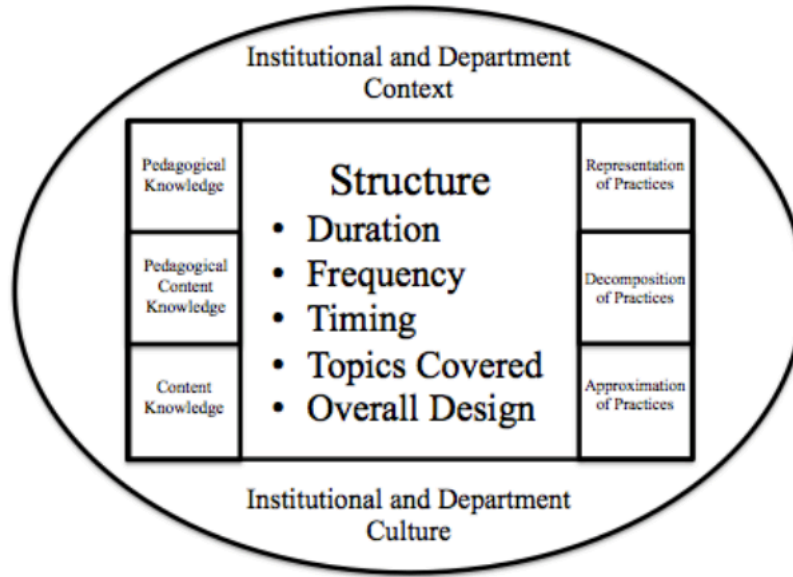 Institutional and Department
Context
Pedagogical
Knowledge
Pedagogical
Content
Knowledge
Content
Knowledge
Structure
• Duration
• Frequency
• Timing
• Topics Covered
• Overall Design
Representation
of Practices
Decomposition
of Practices
Approximation
of Practices
Institutional and Department
Culture